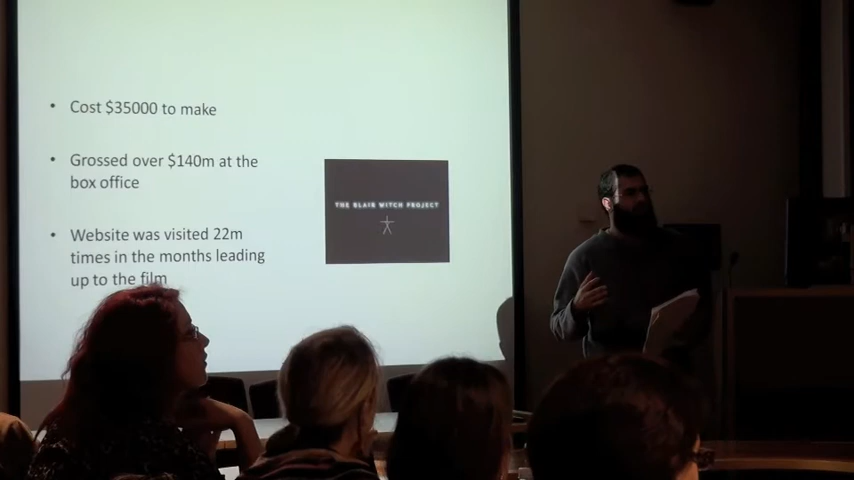 • Cost $35000 to make
• Grossed over $140m at the
box office
• Website was visited 22m
times in the months leading
up to the film
THE BLAIR WITCH PROJECT